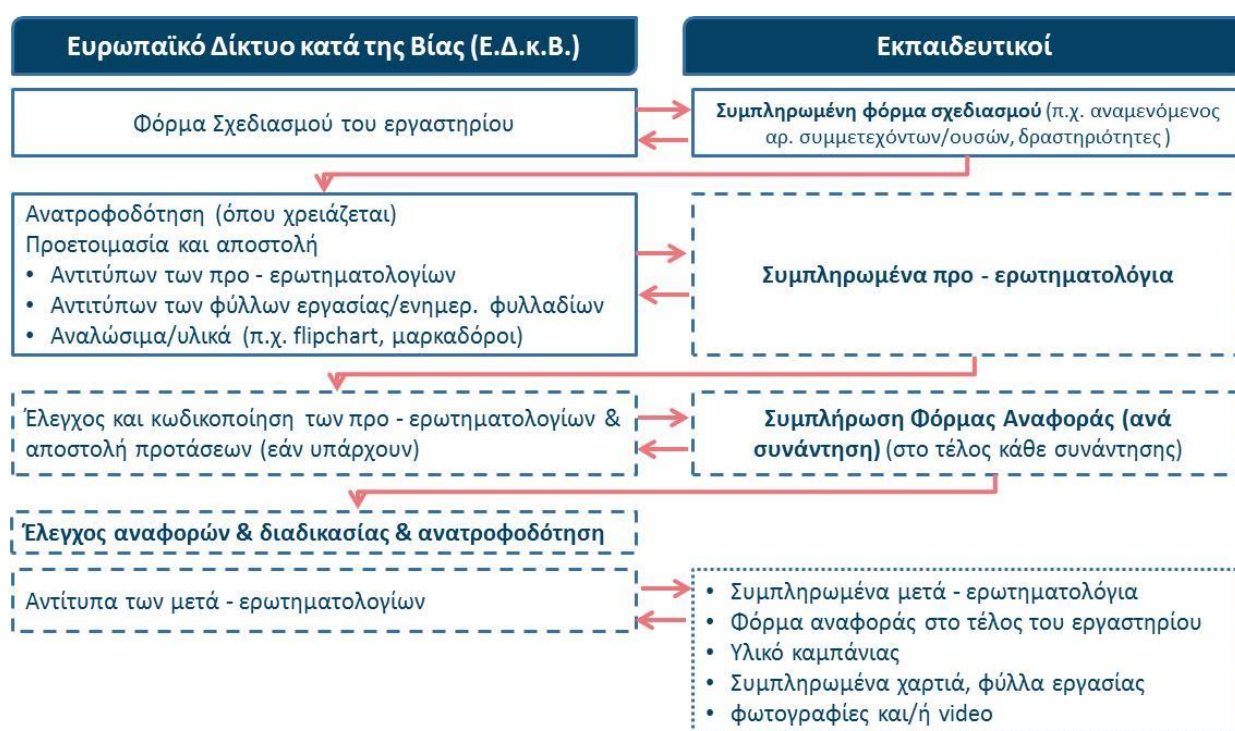 Ευρωπαϊκό Δίκτυο κατά της Βίας (Ε.Δ.κ.Β.)
Εκπαιδευτικοί
Φόρμα Σχεδιασμού του εργαστηρίου
Συμπληρωμένη φόρμα σχεδιασμού (π.χ. αναμενόμενος
αρ. συμμετεχόντων/ουσών, δραστηριότητες )
Ανατροφοδότηση (όπου χρειάζεται)
Προετοιμασία και αποστολή
• Αντιτύπων των προ - ερωτηματολογίων
• Αντιτύπων των φύλλων εργασίας/ενημερ. φυλλαδίων
• Αναλώσιμα/υλικά (π.χ. flipchart, μαρκαδόροι)
Συμπληρωμένα προ - ερωτηματολόγια
Έλεγχος και κωδικοποίηση των προ - ερωτηματολογίων &
αποστολή προτάσεων (εάν υπάρχουν)
Συμπλήρωση Φόρμας Αναφοράς (ανά
συνάντηση) (στο τέλος κάθε συνάντησης)
Έλεγχος αναφορών & διαδικασίας & ανατροφοδότηση
Αντίτυπα των μετά - ερωτηματολογίων
• Συμπληρωμένα μετά - ερωτηματολόγια
• Φόρμα αναφοράς στο τέλος του εργαστηρίου
• Υλικό καμπάνιας
• Συμπληρωμένα χαρτιά, φύλλα εργασίας
• φωτογραφίες και/ή video